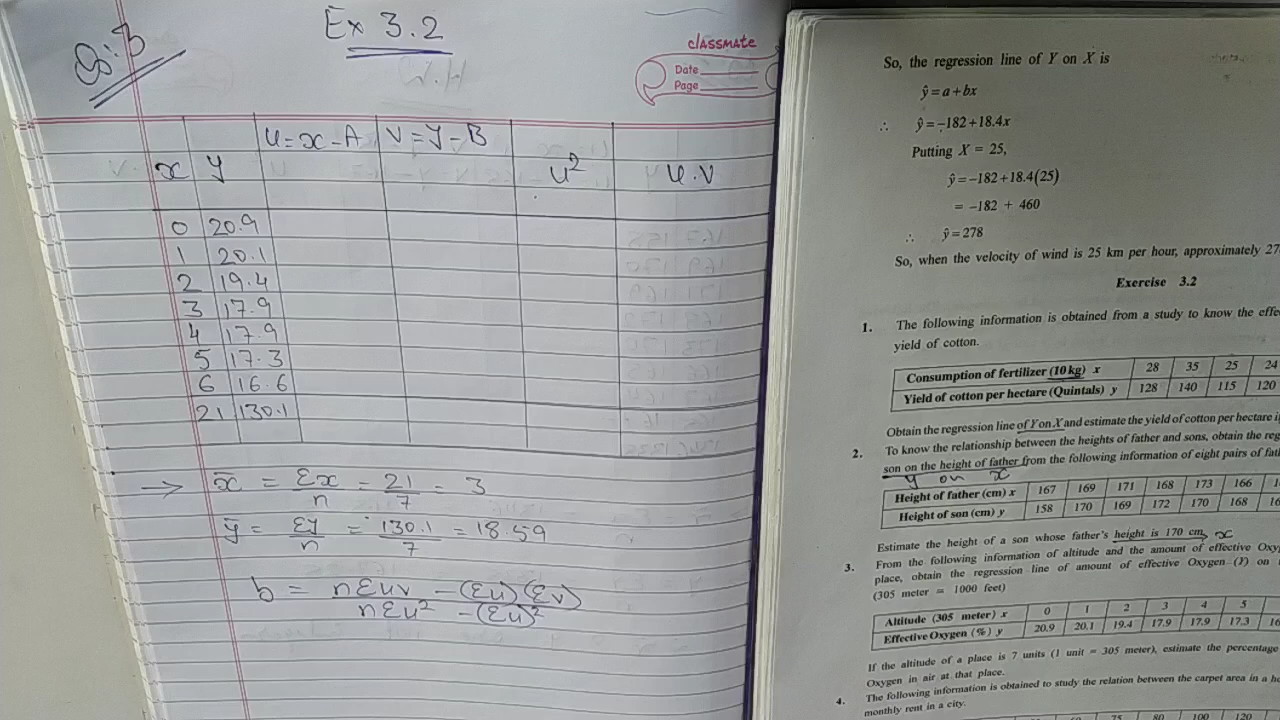 Q:3
Ex 3.2
classmate
Date
Page
u = x - A V = Y - B
x y u² u.v
0 20.9
1 20.1
2 19.4
3 17.9
4 17.9
5 17.3
6 16.6
21 130.1
→ x̄ = Σx/n = 21/7 = 3
ȳ = Σy/n = 130.1/7 = 18.59
b = nΣuv - (Σu)(Σv) / nΣu² - (Σu)²
So, the regression line of Y on X is
ŷ = a + bx
∴ ŷ = -182 + 18.4x
Putting X = 25,
ŷ = -182 + 18.4(25)
= -182 + 460
∴ ŷ = 278
So, when the velocity of wind is 25 km per hour, approximately 27
Exercise 3.2
1. The following information is obtained from a study to know the effe
yield of cotton.
Consumption of fertilizer (10 kg) x 28 35 25 24
Yield of cotton per hectare (Quintals) y 128 140 115 120
Obtain the regression line of Y on X and estimate the yield of cotton per hectare i
2. To know the relationship between the heights of father and sons, obtain the reg
son on the height of father from the following information of eight pairs of fat
y on x
Height of father (cm) x 167 169 171 168 173 166
Height of son (cm) y 158 170 169 172 170 168 16
Estimate the height of a son whose father's height is 170 cm. x
3. From the following information of altitude and the amount of effective Oxy
place, obtain the regression line of amount of effective Oxygen (Y) on
(305 meter = 1000 feet)
Altitude (305 meter) x 0 1 2 3 4 5
Effective Oxygen (%) y 20.9 20.1 19.4 17.9 17.9 17.3 16
If the altitude of a place is 7 units (1 unit = 305 meter), estimate the percentage
Oxygen in air at that place.
4. The following information is obtained to study the relation between the carpet area in a h
monthly rent in a city.
75 80 100 120